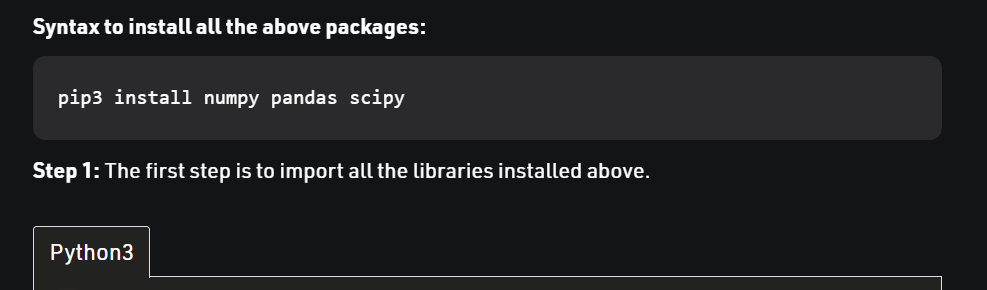 Syntax to install all the above packages:
pip3 install numpy pandas scipy
Step 1: The first step is to import all the libraries installed above.
Python3